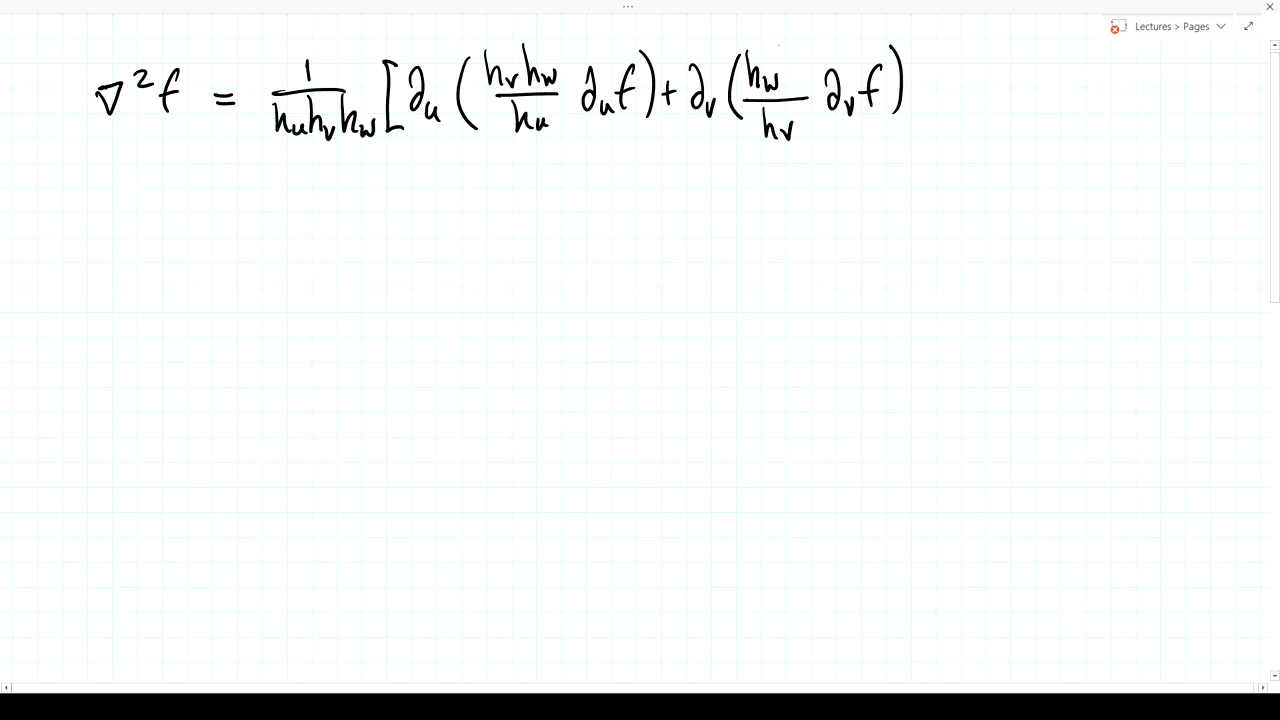 Lectures > Pages
∇²f = 1/(h_u h_v h_w) [ ∂_u ( (h_v h_w)/h_u ∂_u f ) + ∂_v ( h_w/h_v ∂_v f )